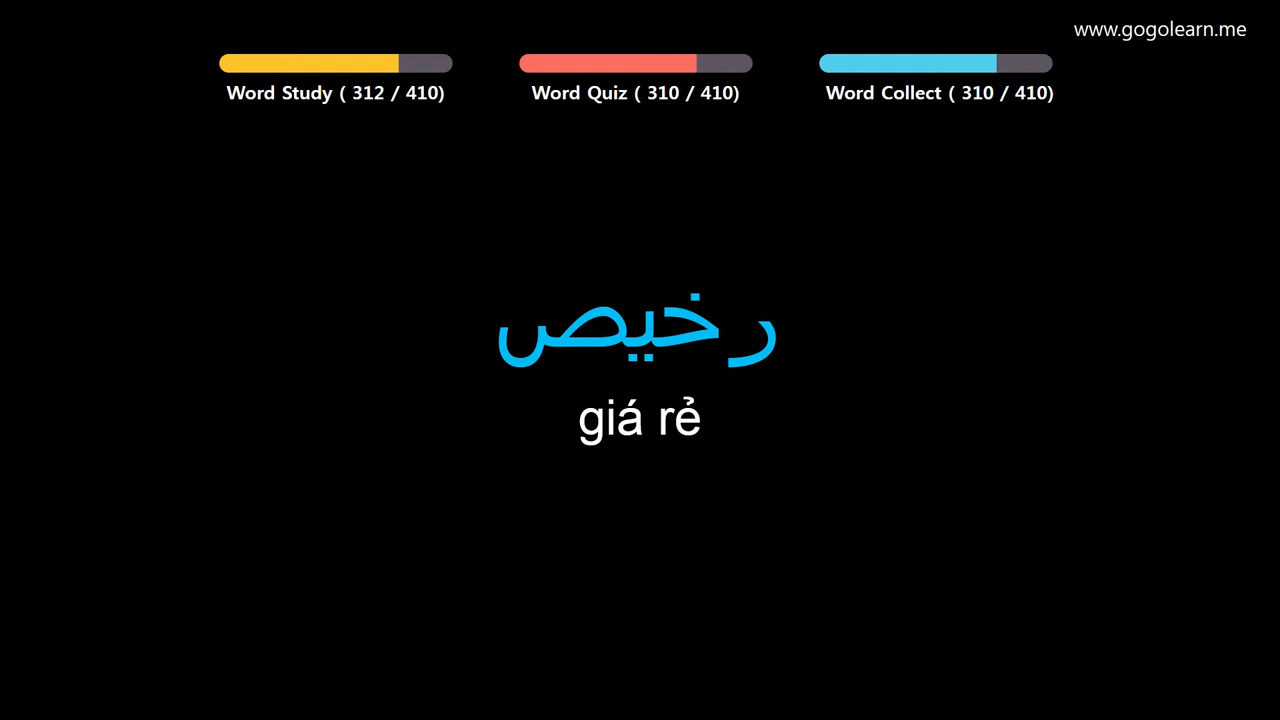 www.gogolearn.me
Word Study ( 312 / 410)
Word Quiz ( 310 / 410)
Word Collect ( 310 / 410)
رخيص
giá rẻ